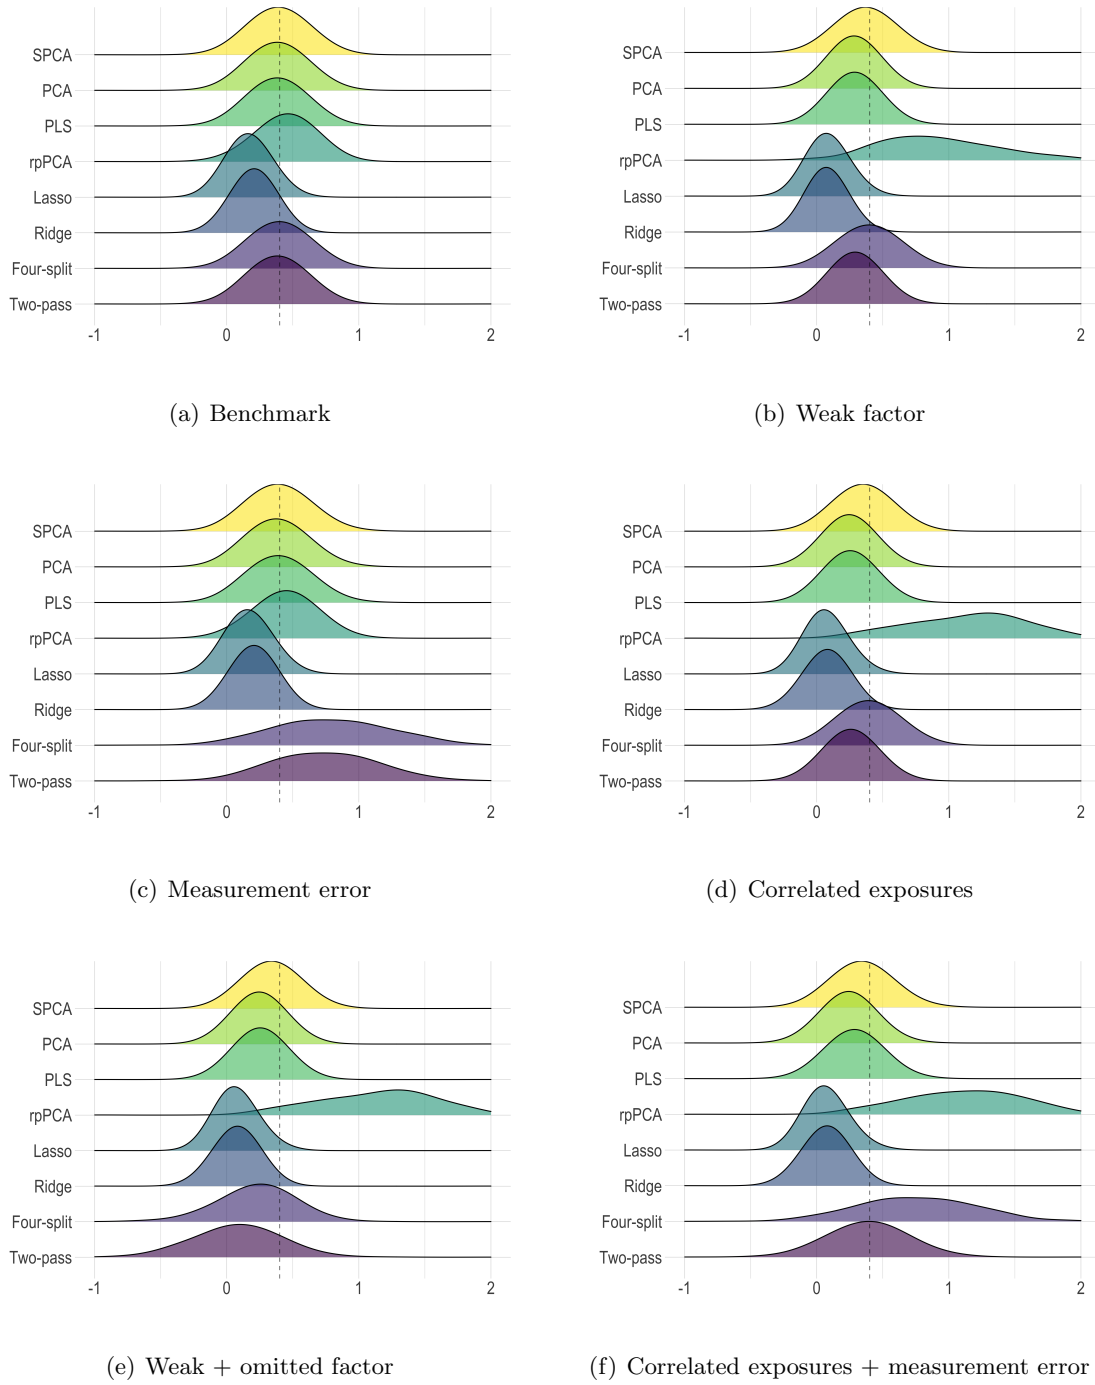 SPCA
PCA
PLS
rpPCA
Lasso
Ridge
Four-split
Two-pass
-1 0 1 2
(a) Benchmark
SPCA
PCA
PLS
rpPCA
Lasso
Ridge
Four-split
Two-pass
-1 0 1 2
(b) Weak factor
SPCA
PCA
PLS
rpPCA
Lasso
Ridge
Four-split
Two-pass
-1 0 1 2
(c) Measurement error
SPCA
PCA
PLS
rpPCA
Lasso
Ridge
Four-split
Two-pass
-1 0 1 2
(d) Correlated exposures
SPCA
PCA
PLS
rpPCA
Lasso
Ridge
Four-split
Two-pass
-1 0 1 2
(e) Weak + omitted factor
SPCA
PCA
PLS
rpPCA
Lasso
Ridge
Four-split
Two-pass
-1 0 1 2
(f) Correlated exposures + measurement error